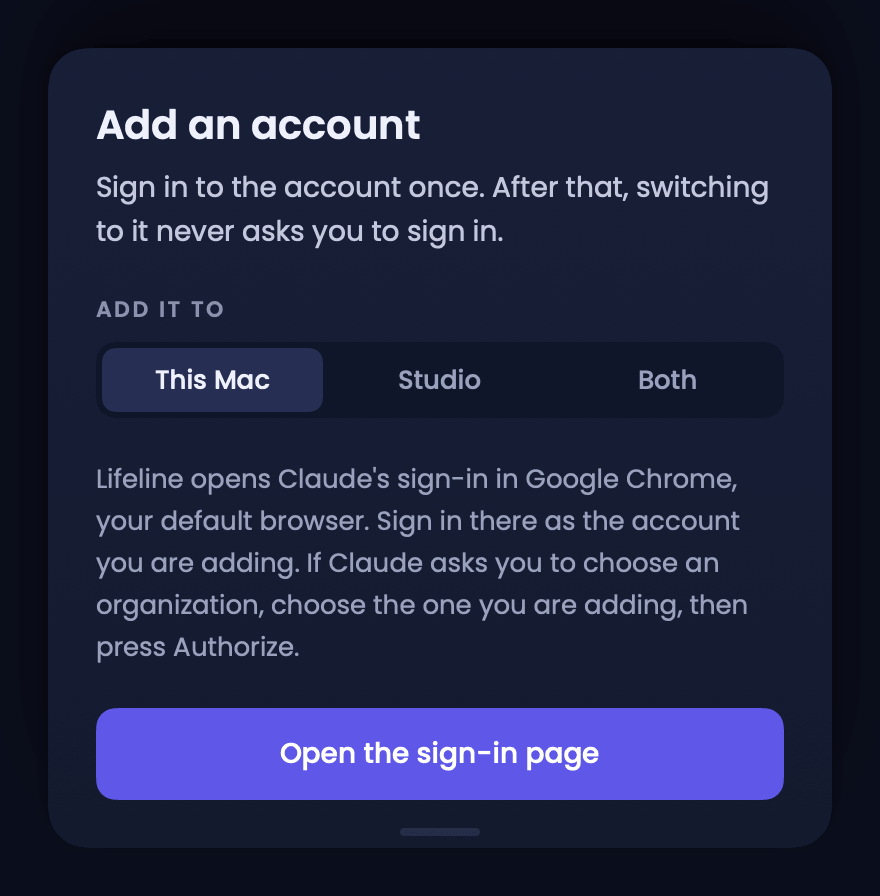 Add an account
Sign in to the account once. After that, switching
to it never asks you to sign in.
ADD IT TO
This Mac
Studio
Both
Lifeline opens Claude's sign-in in Google Chrome,
your default browser. Sign in there as the account
you are adding. If Claude asks you to choose an
organization, choose the one you are adding, then
press Authorize.
Open the sign-in page